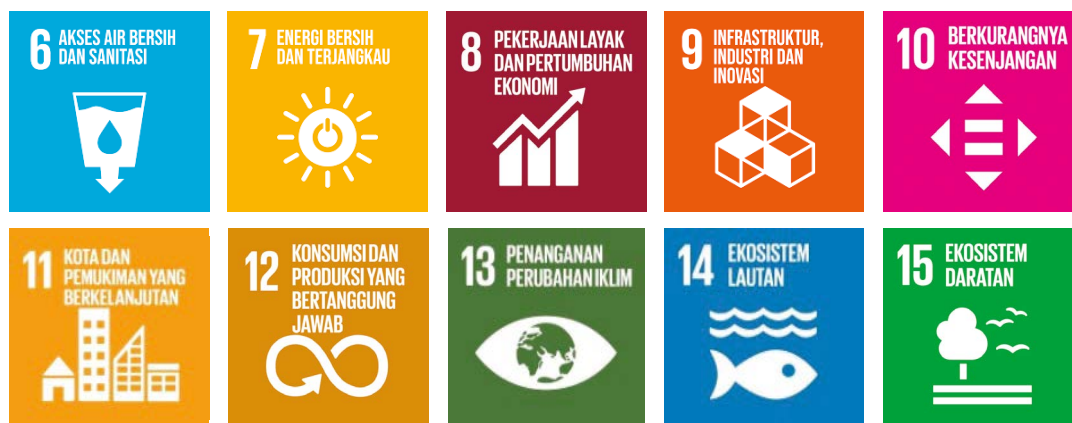 6 AKSES AIR BERSIH
DAN SANITASI
7 ENERGI BERSIH
DAN TERJANGKAU
8 PEKERJAAN LAYAK
DAN PERTUMBUHAN
EKONOMI
9 INFRASTRUKTUR,
INDUSTRI DAN
INOVASI
10 BERKURANGNYA
KESENJANGAN
11 KOTA DAN
PEMUKIMAN YANG
BERKELANJUTAN
12 KONSUMSI DAN
PRODUKSI YANG
BERTANGGUNG
JAWAB
13 PENANGANAN
PERUBAHAN IKLIM
14 EKOSISTEM
LAUTAN
15 EKOSISTEM
DARATAN